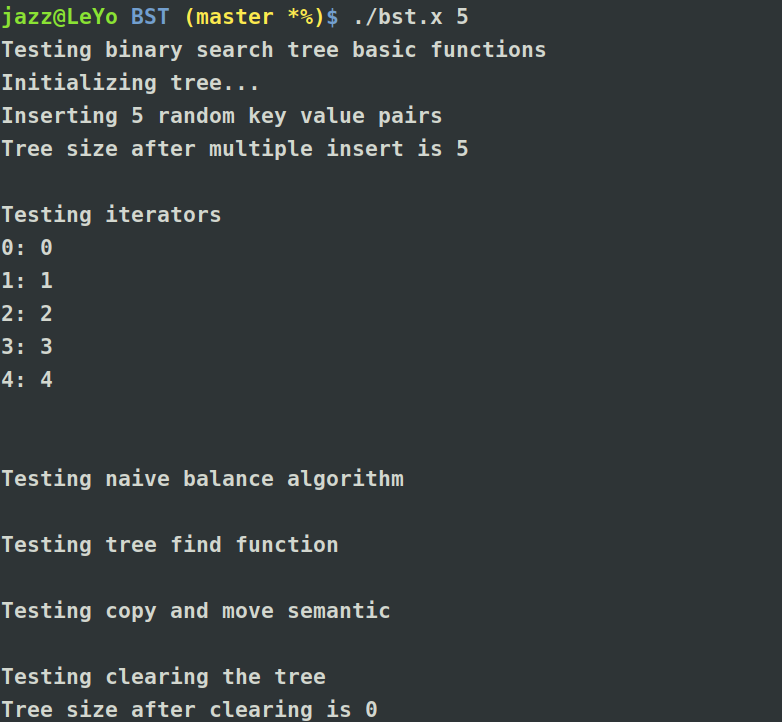 jazz@LeYo BST (master *%)$ ./bst.x 5
Testing binary search tree basic functions
Initializing tree...
Inserting 5 random key value pairs
Tree size after multiple insert is 5
Testing iterators
0: 0
1: 1
2: 2
3: 3
4: 4
Testing naive balance algorithm
Testing tree find function
Testing copy and move semantic
Testing clearing the tree
Tree size after clearing is 0